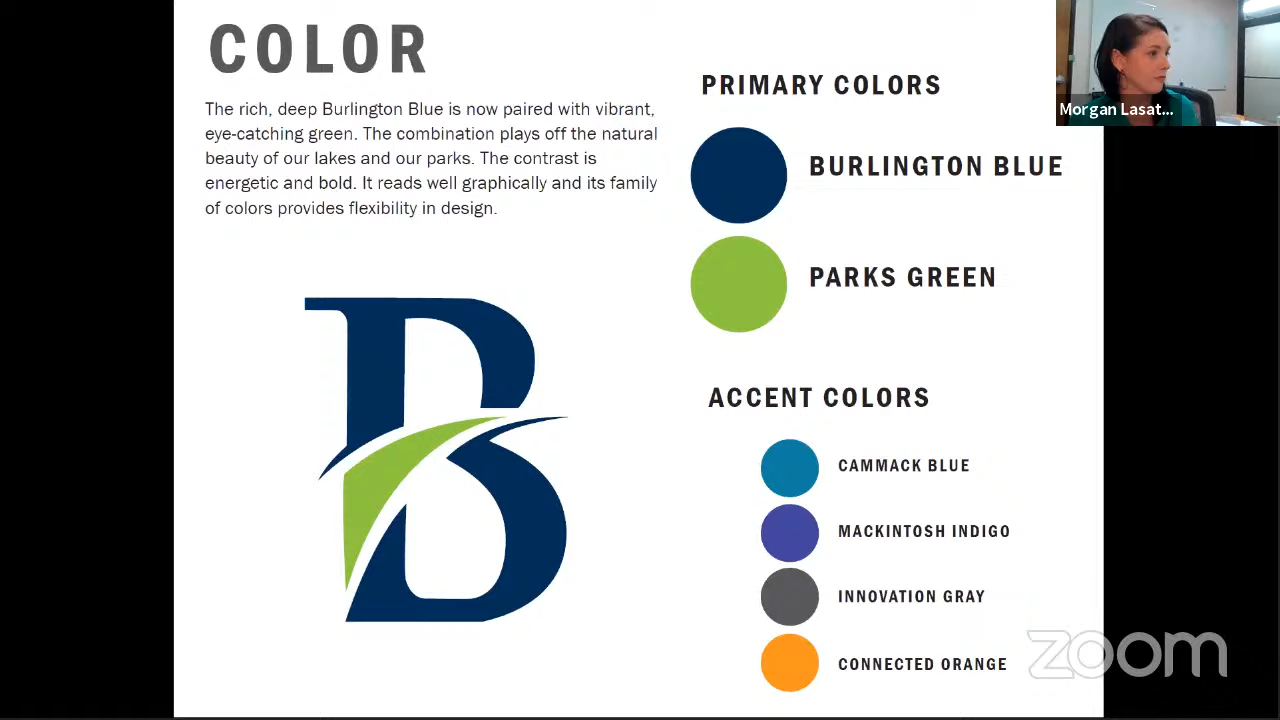 COLOR
The rich, deep Burlington Blue is now paired with vibrant,
eye-catching green. The combination plays off the natural
beauty of our lakes and our parks. The contrast is
energetic and bold. It reads well graphically and its family
of colors provides flexibility in design.
B
PRIMARY COLORS
BURLINGTON BLUE
PARKS GREEN
ACCENT COLORS
CAMMACK BLUE
MACKINTOSH INDIGO
INNOVATION GRAY
CONNECTED ORANGE
Morgan Lasat...
zoom